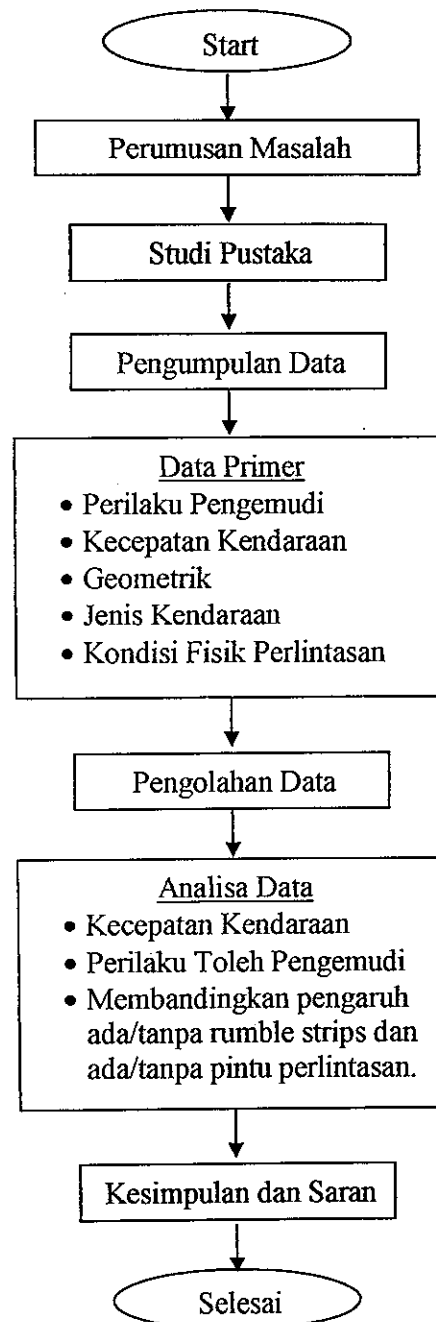 Start
Perumusan Masalah
Studi Pustaka
Pengumpulan Data
Data Primer
• Perilaku Pengemudi
• Kecepatan Kendaraan
• Geometrik
• Jenis Kendaraan
• Kondisi Fisik Perlintasan
Pengolahan Data
Analisa Data
• Kecepatan Kendaraan
• Perilaku Toleh Pengemudi
• Membandingkan pengaruh
ada/tanpa rumble strips dan
ada/tanpa pintu perlintasan.
Kesimpulan dan Saran
Selesai